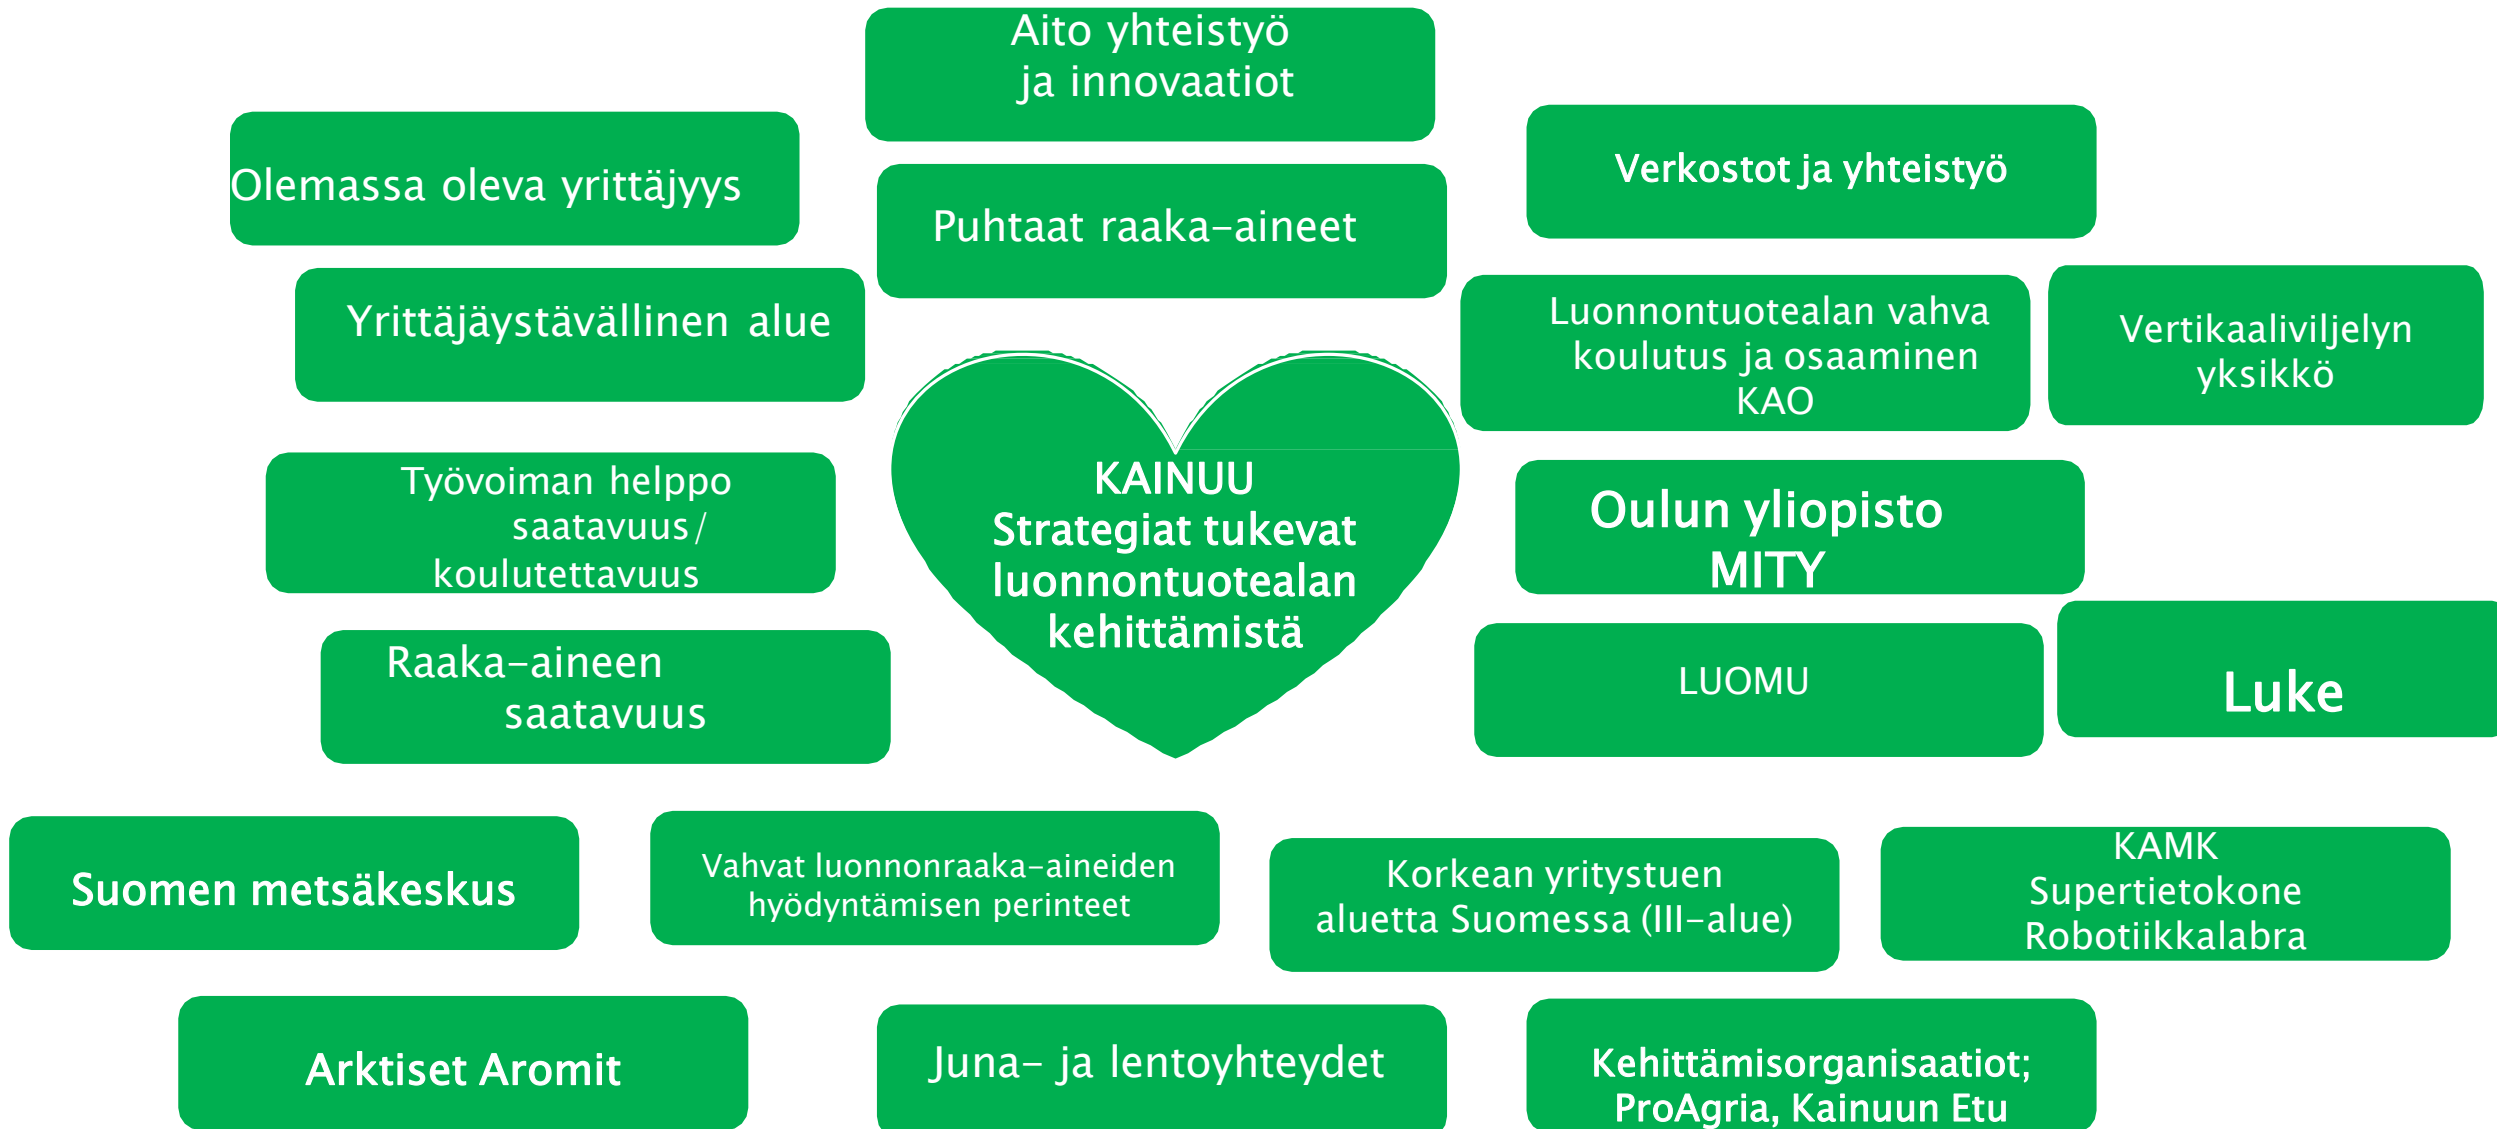 Aito yhteistyö
ja innovaatiot
Olemassa oleva yrittäjyys
Verkostot ja yhteistyö
Puhtaat raaka-aineet
Yrittäjäystävällinen alue
Luonnontuotealan vahva
koulutus ja osaaminen
KAO
Vertikaaliviljelyn
yksikkö
Työvoiman helppo
saatavuus/
koulutettavuus
KAINUU
Strategiat tukevat
luonnontuotealan
kehittämistä
Oulun yliopisto
MITY
Raaka-aineen
saatavuus
LUOMU
Luke
Suomen metsäkeskus
Vahvat luonnonraaka-aineiden
hyödyntämisen perinteet
Korkean yritystuen
aluetta Suomessa (III-alue)
KAMK
Supertietokone
Robotiikkalabra
Arktiset Aromit
Juna- ja lentoyhteydet
Kehittämisorganisaatiot;
ProAgria, Kainuun Etu